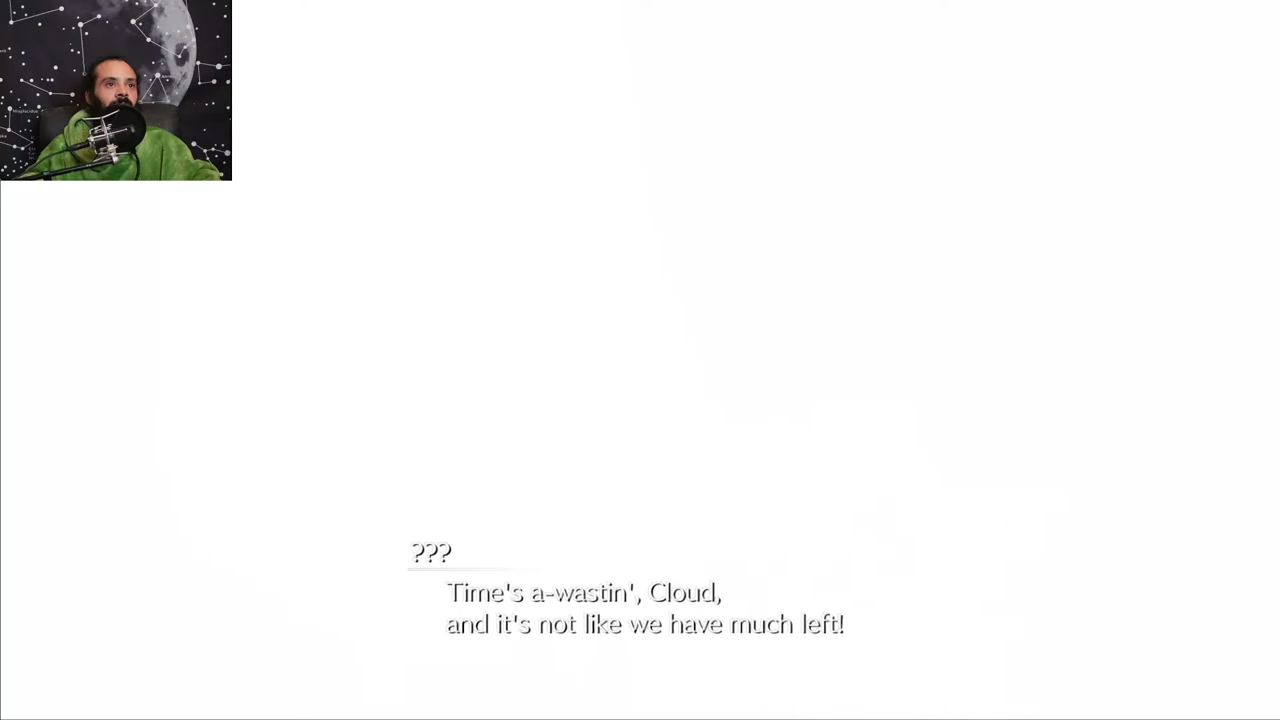 ???
Time's a-wastin', Cloud,
and it's not like we have much left!